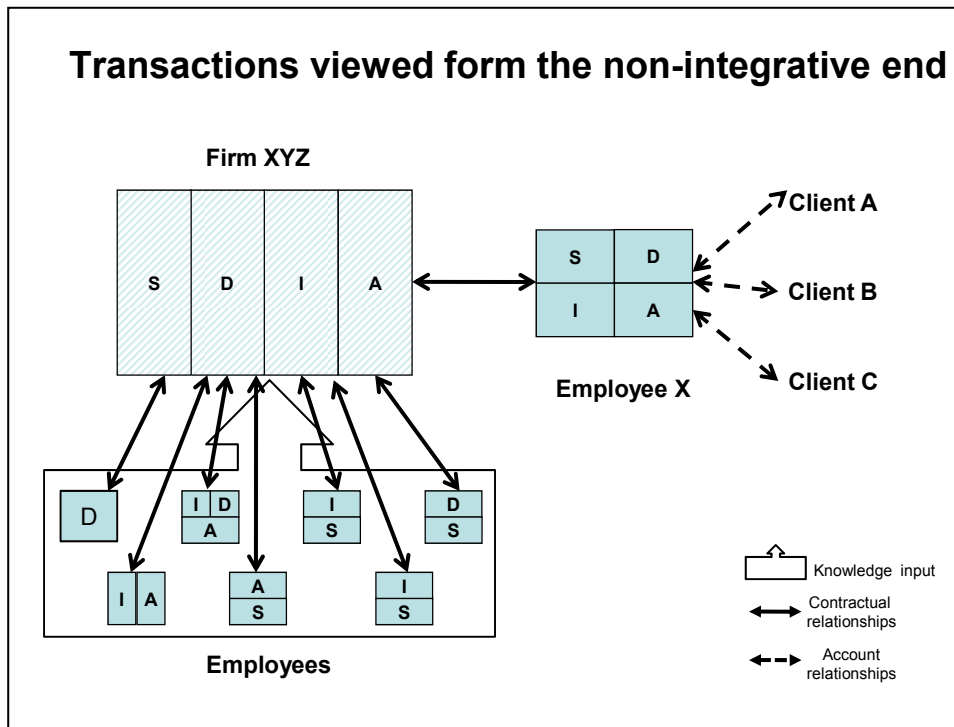 Transactions viewed form the non-integrative end
Firm XYZ
S D I A
S D
I A
Employee X
Client A
Client B
Client C
D
I D
A
I
S
D
S
I A
A
S
I
S
Employees
Knowledge input
Contractual
relationships
Account
relationships